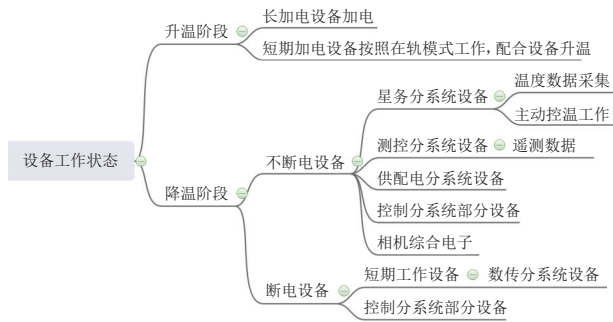 设备工作状态
升温阶段
长加电设备加电
短期加电设备按照在轨模式工作,配合设备升温
降温阶段
不断电设备
星务分系统设备
温度数据采集
主动控温工作
测控分系统设备
遥测数据
供配电分系统设备
控制分系统部分设备
相机综合电子
断电设备
短期工作设备
数传分系统设备
控制分系统部分设备